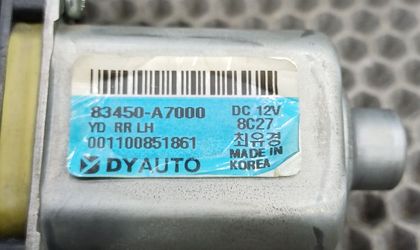 83450-A7000 DC 12V
YD RR LH 8C27
001100851861 최유경
DYAUTO MADE IN
KOREA